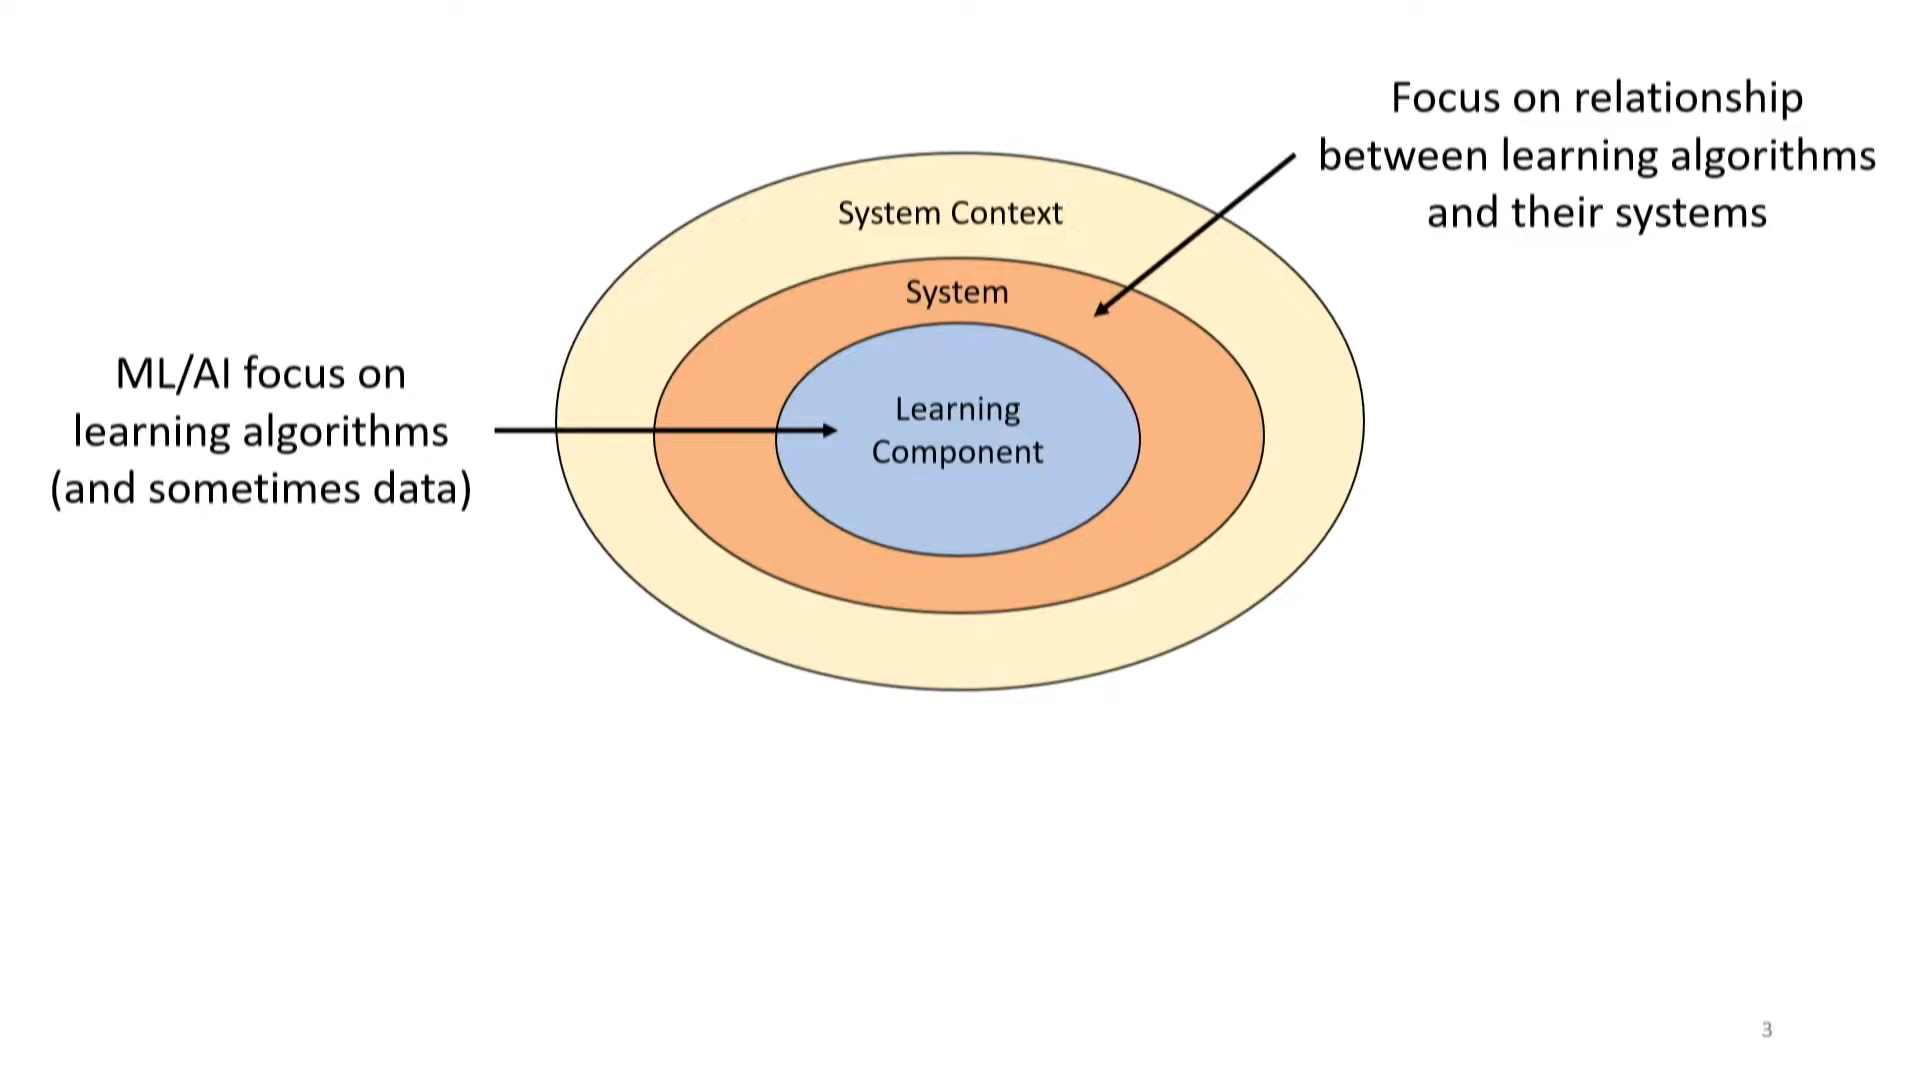 Focus on relationship
between learning algorithms
and their systems
System Context
System
ML/AI focus on
learning algorithms
(and sometimes data)
Learning
Component
3